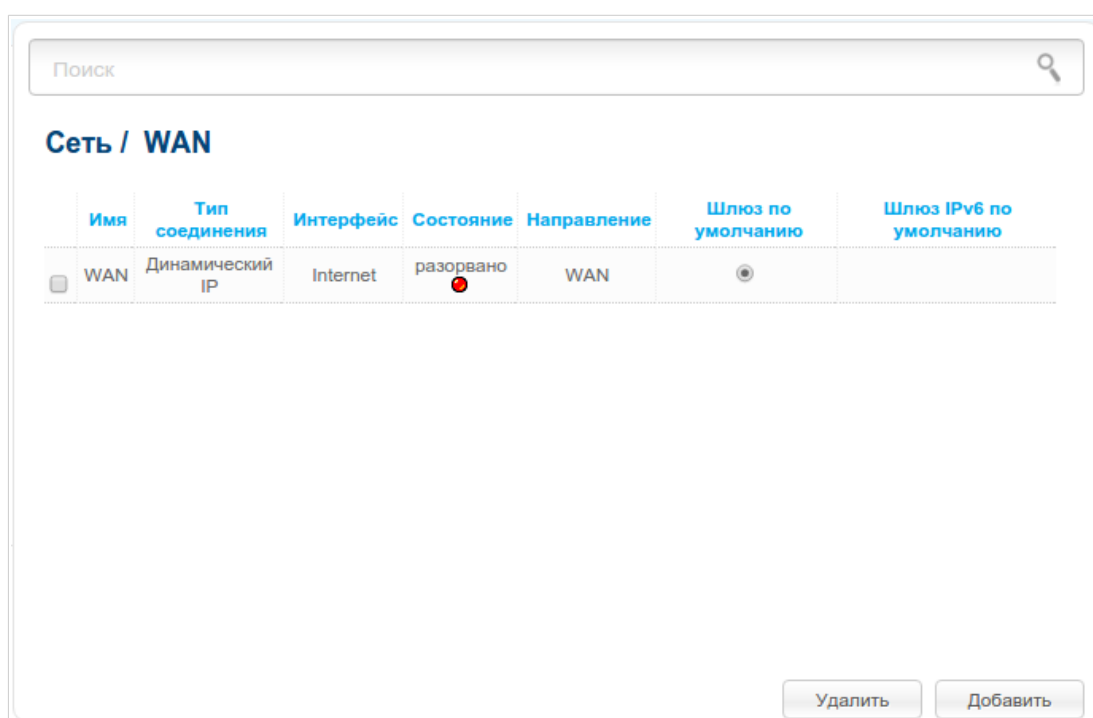 Поиск
Сеть / WAN
Имя Тип соединения Интерфейс Состояние Направление Шлюз по умолчанию Шлюз IPv6 по умолчанию
WAN Динамический IP Internet разорвано WAN
Удалить Добавить